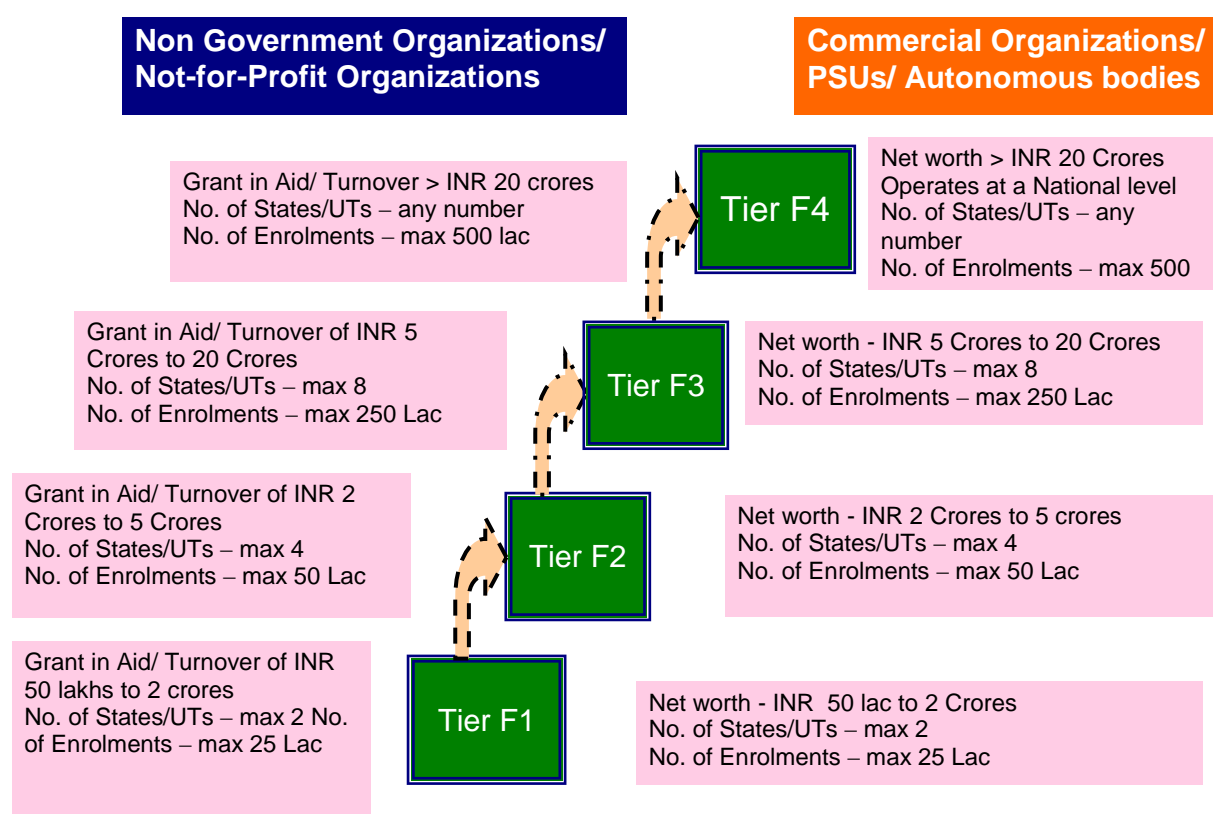 Non Government Organizations/
Not-for-Profit Organizations
Commercial Organizations/
PSUs/ Autonomous bodies
Grant in Aid/ Turnover > INR 20 crores
No. of States/UTs – any number
No. of Enrolments – max 500 lac
Tier F4
Net worth > INR 20 Crores
Operates at a National level
No. of States/UTs – any
number
No. of Enrolments – max 500
Grant in Aid/ Turnover of INR 5
Crores to 20 Crores
No. of States/UTs – max 8
No. of Enrolments – max 250 Lac
Tier F3
Net worth - INR 5 Crores to 20 Crores
No. of States/UTs – max 8
No. of Enrolments – max 250 Lac
Grant in Aid/ Turnover of INR 2
Crores to 5 Crores
No. of States/UTs – max 4
No. of Enrolments – max 50 Lac
Tier F2
Net worth - INR 2 Crores to 5 crores
No. of States/UTs – max 4
No. of Enrolments – max 50 Lac
Grant in Aid/ Turnover of INR
50 lakhs to 2 crores
No. of States/UTs – max 2 No.
of Enrolments – max 25 Lac
Tier F1
Net worth - INR  50 lac to 2 Crores
No. of States/UTs – max 2
No. of Enrolments – max 25 Lac